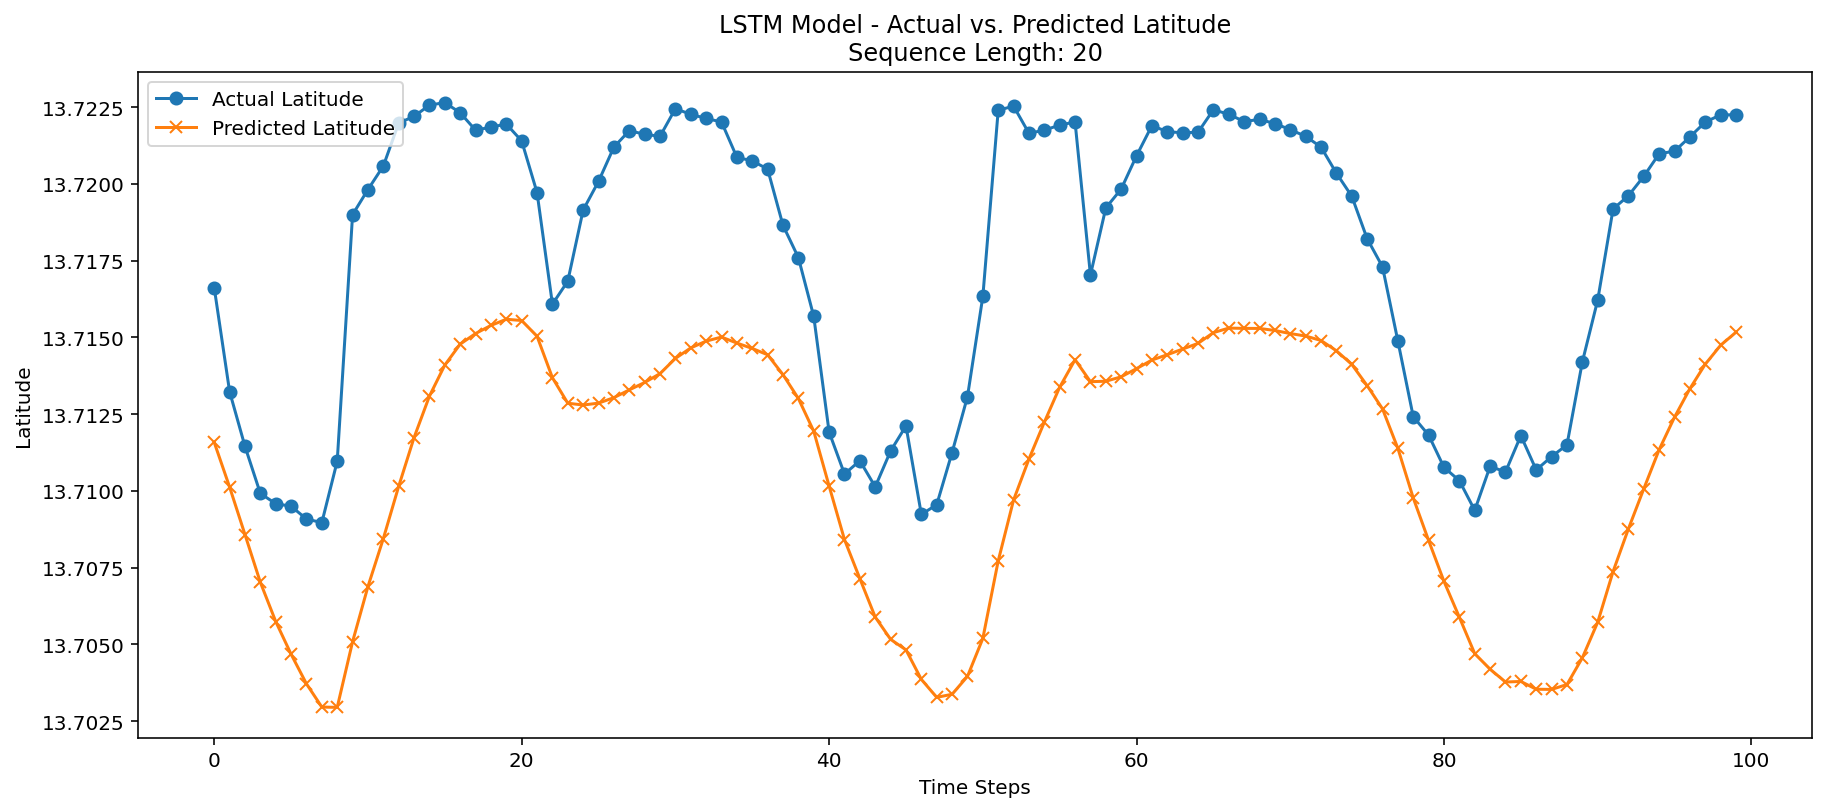 LSTM Model - Actual vs. Predicted Latitude
Sequence Length: 20
Actual Latitude
Predicted Latitude
Latitude
13.7225
13.7200
13.7175
13.7150
13.7125
13.7100
13.7075
13.7050
13.7025
0 20 40 60 80 100
Time Steps